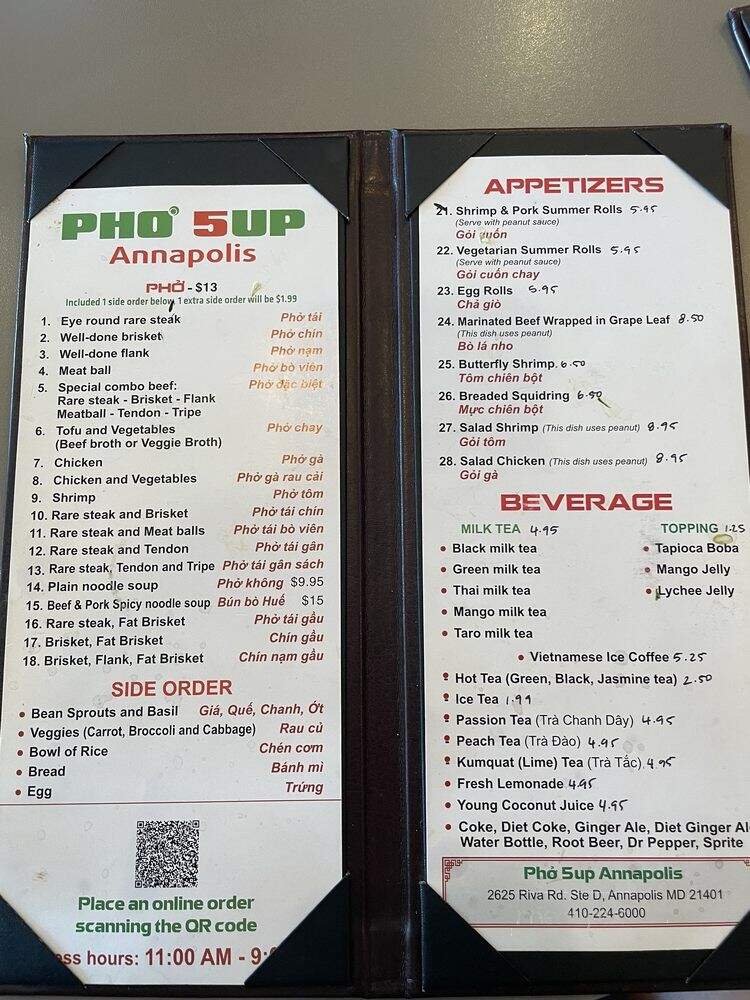 PHỞ 5UP
Annapolis
PHỞ - $13
Included 1 side order below, 1 extra side order will be $1.99
1. Eye round rare steak Phở tái
2. Well-done brisket Phở chín
3. Well-done flank Phở nạm
4. Meat ball Phở bò viên
5. Special combo beef: Phở đặc biệt
Rare steak - Brisket - Flank
Meatball - Tendon - Tripe
6. Tofu and Vegetables Phở chay
(Beef broth or Veggie Broth)
7. Chicken Phở gà
8. Chicken and Vegetables Phở gà rau cải
9. Shrimp Phở tôm
10. Rare steak and Brisket Phở tái chín
11. Rare steak and Meat balls Phở tái bò viên
12. Rare steak and Tendon Phở tái gân
13. Rare steak, Tendon and Tripe Phở tái gân sách
14. Plain noodle soup Phở không $9.95
15. Beef & Pork Spicy noodle soup Bún bò Huế $15
16. Rare steak, Fat Brisket Phở tái gầu
17. Brisket, Fat Brisket Chín gầu
18. Brisket, Flank, Fat Brisket Chín nạm gầu
SIDE ORDER
• Bean Sprouts and Basil Giá, Quế, Chanh, Ớt
• Veggies (Carrot, Broccoli and Cabbage) Rau củ
• Bowl of Rice Chén cơm
• Bread Bánh mì
• Egg Trứng
Place an online order
scanning the QR code
ess hours: 11:00 AM - 9:
APPETIZERS
21. Shrimp & Pork Summer Rolls 5.95
(Serve with peanut sauce)
Gỏi cuốn
22. Vegetarian Summer Rolls 5.95
(Serve with peanut sauce)
Gỏi cuốn chay
23. Egg Rolls 5.95
Chả giò
24. Marinated Beef Wrapped in Grape Leaf 8.50
(This dish uses peanut)
Bò lá nho
25. Butterfly Shrimp. 6.50
Tôm chiên bột
26. Breaded Squidring 6.50
Mực chiên bột
27. Salad Shrimp (This dish uses peanut) 8.95
Gỏi tôm
28. Salad Chicken (This dish uses peanut) 8.95
Gỏi gà
BEVERAGE
MILK TEA 4.95 TOPPING 1.25
• Black milk tea • Tapioca Boba
• Green milk tea • Mango Jelly
• Thai milk tea • Lychee Jelly
• Mango milk tea
• Taro milk tea
• Vietnamese Ice Coffee 5.25
• Hot Tea (Green, Black, Jasmine tea) 2.50
• Ice Tea 1.99
• Passion Tea (Trà Chanh Dây) 4.95
• Peach Tea (Trà Đào) 4.95
• Kumquat (Lime) Tea (Trà Tắc) 4.95
• Fresh Lemonade 4.95
• Young Coconut Juice 4.95
• Coke, Diet Coke, Ginger Ale, Diet Ginger Al
Water Bottle, Root Beer, Dr Pepper, Sprite
Phở 5up Annapolis
2625 Riva Rd. Ste D, Annapolis MD 21401
410-224-6000